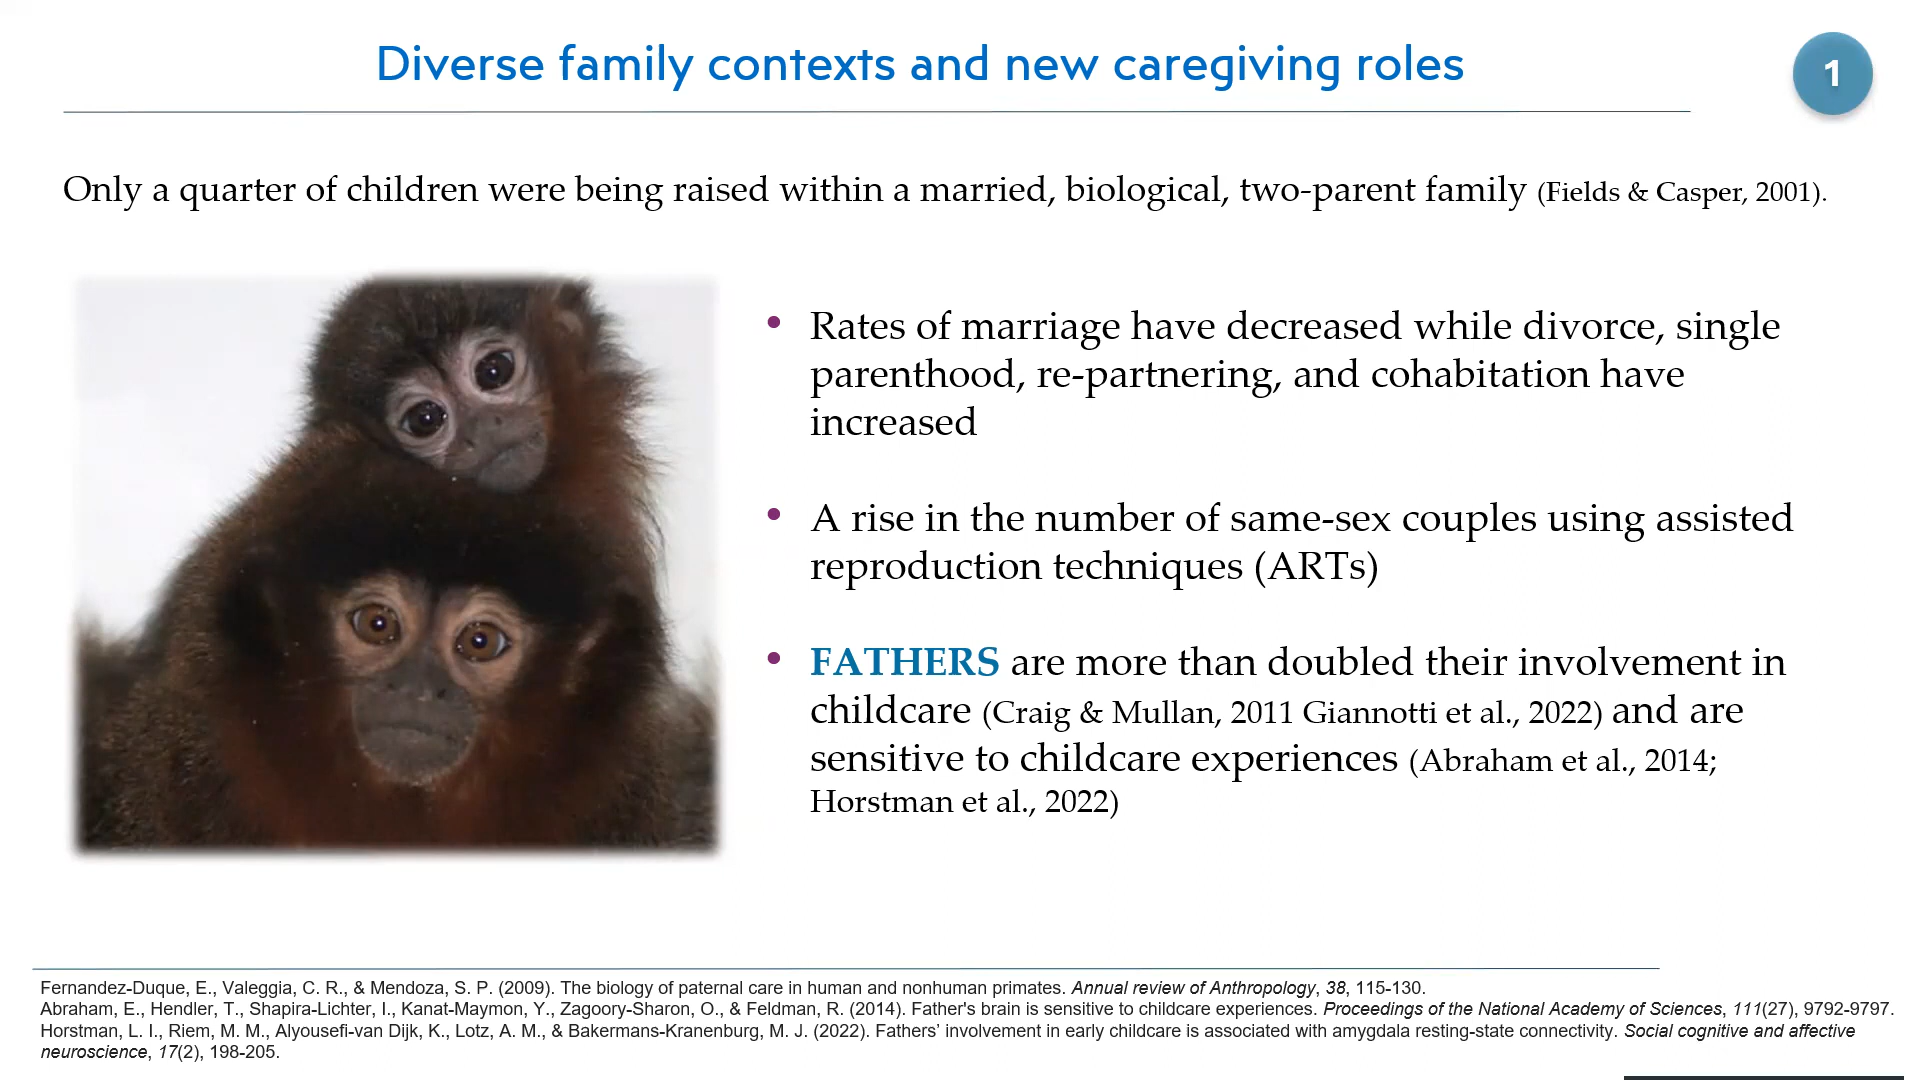 Diverse family contexts and new caregiving roles
1
Only a quarter of children were being raised within a married, biological, two-parent family (Fields & Casper, 2001).
• Rates of marriage have decreased while divorce, single
parenthood, re-partnering, and cohabitation have
increased
• A rise in the number of same-sex couples using assisted
reproduction techniques (ARTs)
• FATHERS are more than doubled their involvement in
childcare (Craig & Mullan, 2011 Giannotti et al., 2022) and are
sensitive to childcare experiences (Abraham et al., 2014;
Horstman et al., 2022)
Fernandez-Duque, E., Valeggia, C. R., & Mendoza, S. P. (2009). The biology of paternal care in human and nonhuman primates. Annual review of Anthropology, 38, 115-130.
Abraham, E., Hendler, T., Shapira-Lichter, I., Kanat-Maymon, Y., Zagoory-Sharon, O., & Feldman, R. (2014). Father's brain is sensitive to childcare experiences. Proceedings of the National Academy of Sciences, 111(27), 9792-9797.
Horstman, L. I., Riem, M. M., Alyousefi-van Dijk, K., Lotz, A. M., & Bakermans-Kranenburg, M. J. (2022). Fathers’ involvement in early childcare is associated with amygdala resting-state connectivity. Social cognitive and affective
neuroscience, 17(2), 198-205.